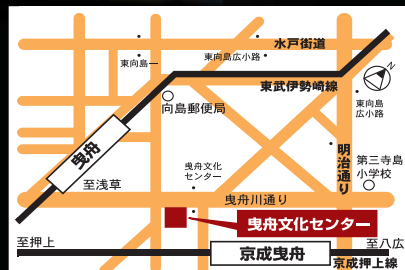 水戸街道
東向島一
東向島広小路
N
東武伊勢崎線
向島郵便局
東向島
広小路
曳舟
曳舟文化
センター
明治通り
第三寺島
小学校
至浅草
曳舟川通り
曳舟文化センター
至押上
京成曳舟
至八広
京成押上線